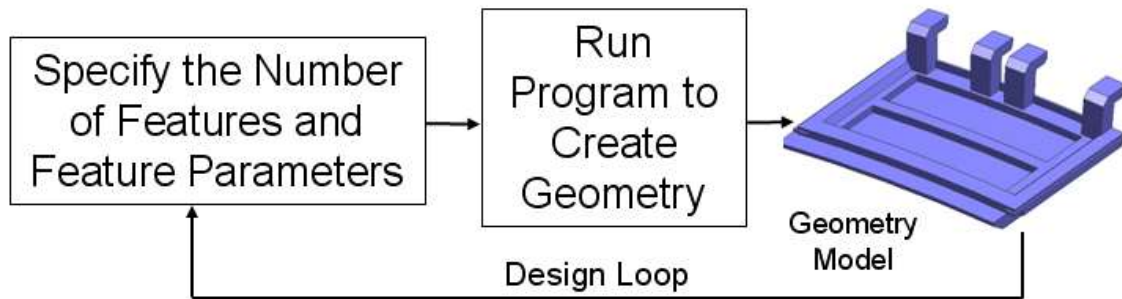 Specify the Number
of Features and
Feature Parameters
Run
Program to
Create
Geometry
Geometry
Model
Design Loop